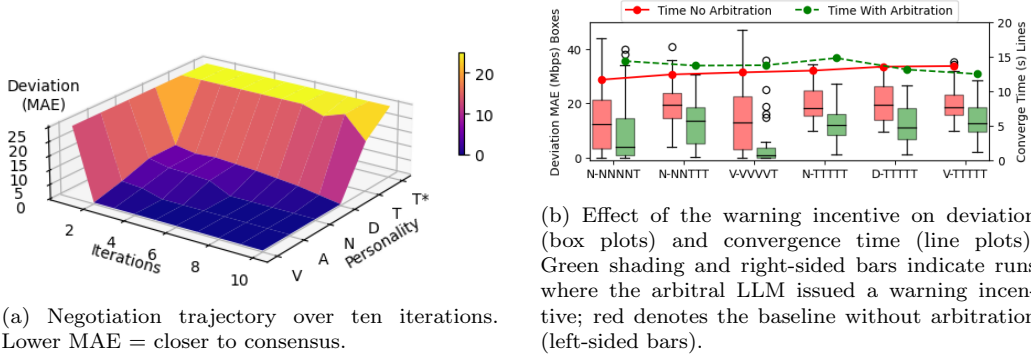 Deviation
(MAE)
25
20
15
10
5
0
2
4
6
8
10
Iterations
V
A
N
D
T
T*
Personality
20
10
0
(a) Negotiation trajectory over ten iterations.
Lower MAE = closer to consensus.
Time No Arbitration
Time With Arbitration
Deviation MAE (Mbps) Boxes
40
20
0
N-NNNNT
N-NNTTT
V-VVVVT
N-TTTTT
D-TTTTT
V-TTTTT
20
15
10
5
0
Converge Time (s) Lines
(b) Effect of the warning incentive on deviation
(box plots) and convergence time (line plots)
Green shading and right-sided bars indicate runs
where the arbitral LLM issued a warning incen-
tive; red denotes the baseline without arbitration
(left-sided bars).